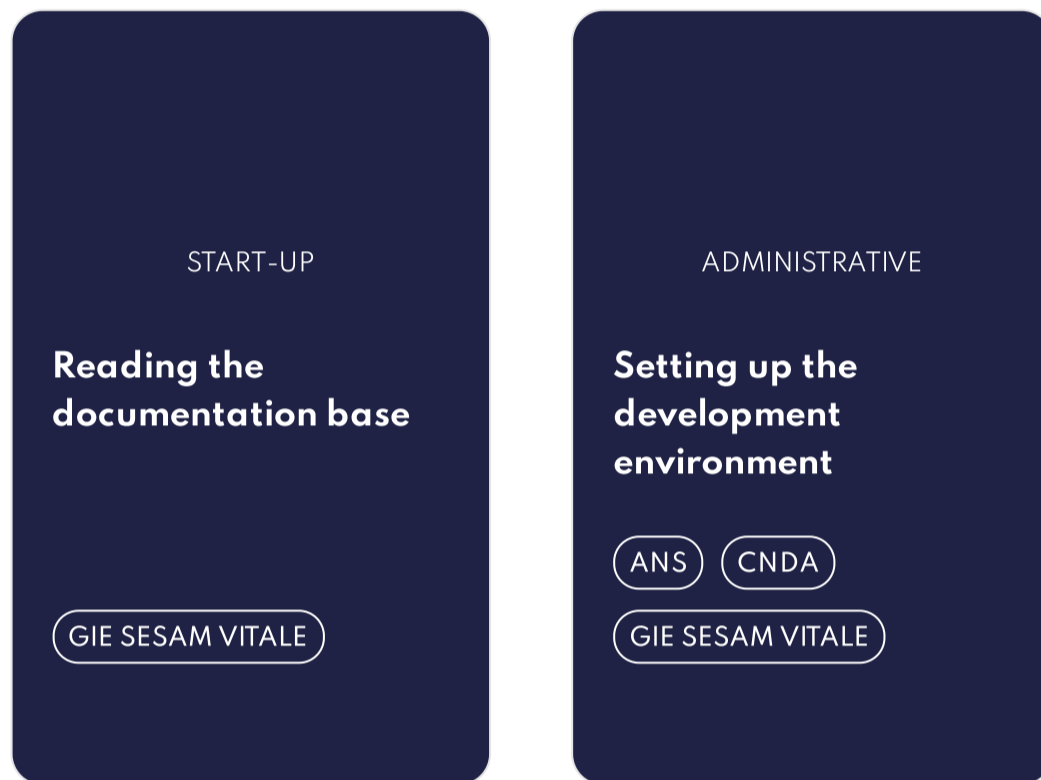 START-UP
Reading the
documentation base
GIE SESAM VITALE
ADMINISTRATIVE
Setting up the
development
environment
ANS
CNDA
GIE SESAM VITALE